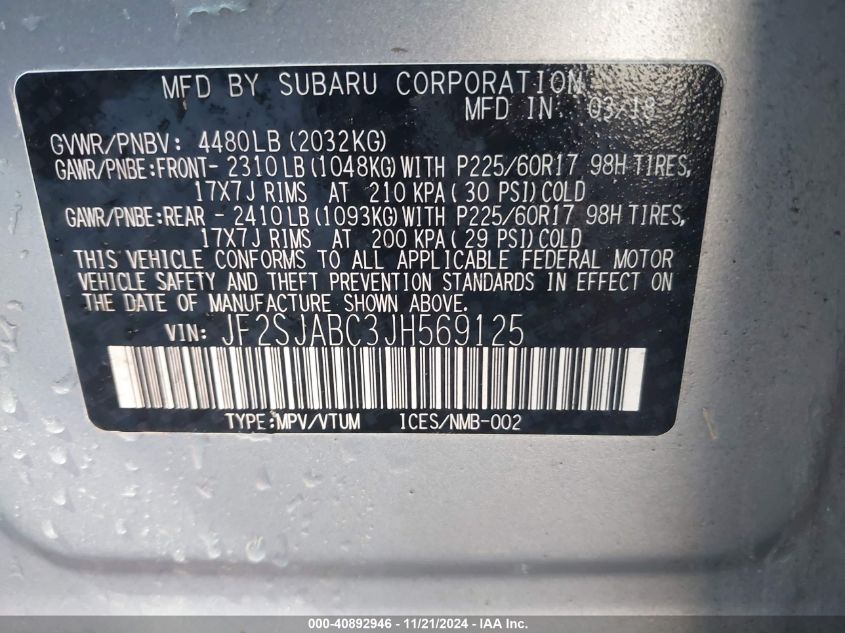 MFD BY SUBARU CORPORATION
MFD IN 03/18
GVWR/PNBV: 4480LB (2032KG)
GAWR/PNBE:FRONT- 2310LB (1048KG) WITH P225/60R17 98H TIRES,
17X7J RIMS AT 210 KPA ( 30 PSI) COLD
GAWR/PNBE:REAR - 2410LB (1093KG) WITH P225/60R17 98H TIRES,
17X7J RIMS AT 200 KPA ( 29 PSI) COLD
THIS VEHICLE CONFORMS TO ALL APPLICABLE FEDERAL MOTOR
VEHICLE SAFETY AND THEFT PREVENTION STANDARDS IN EFFECT ON
THE DATE OF MANUFACTURE SHOWN ABOVE.
VIN: JF2SJABC3JH569125
TYPE:MPV/VTUM ICES/NMB-002
000-40892946 - 11/21/2024 - IAA Inc.